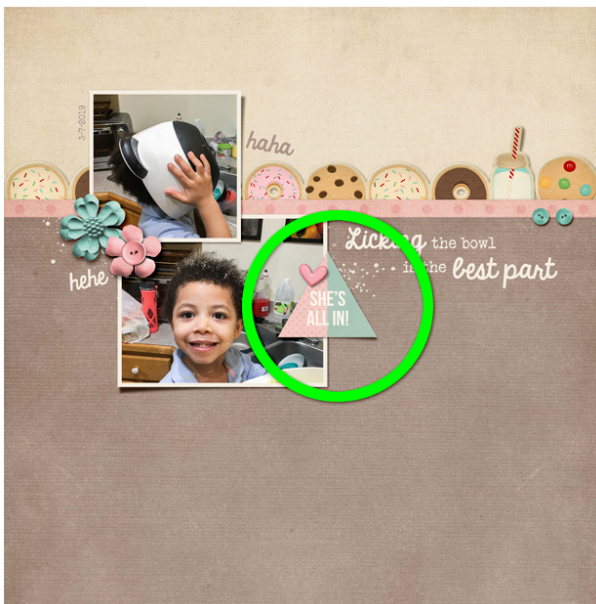 3-7-2019
haha
Licking the bowl
is the best part
hehe
SHE'S
ALL IN!